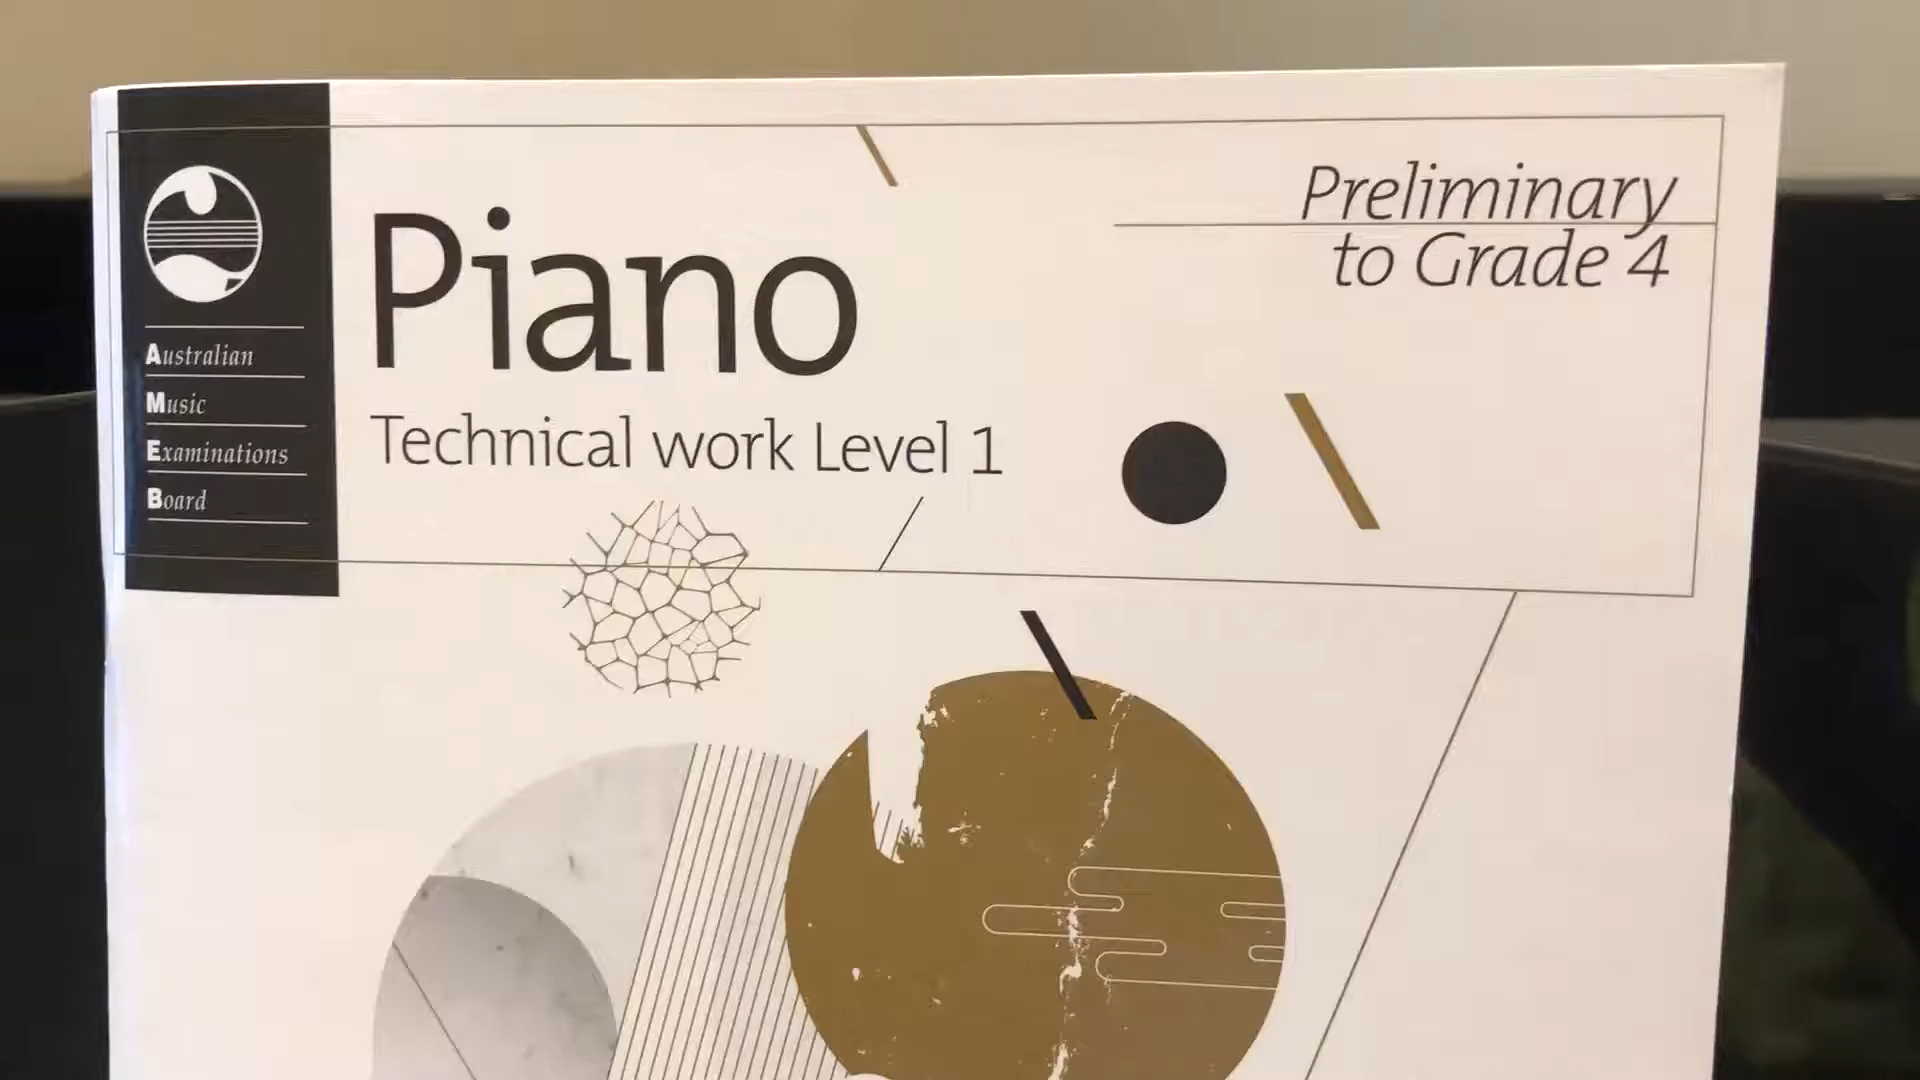 Australian
Music
Examinations
Board
Piano
Technical work Level 1
Preliminary
to Grade 4